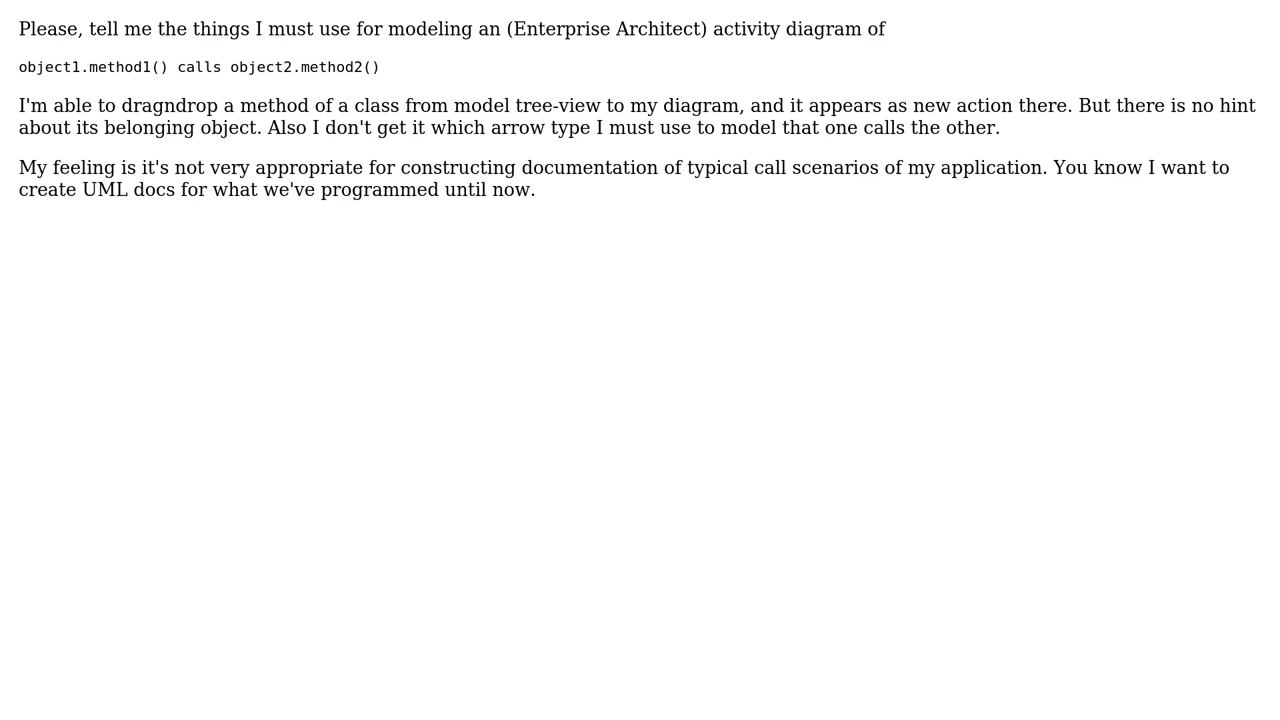 Please, tell me the things I must use for modeling an (Enterprise Architect) activity diagram of
object1.method1() calls object2.method2()
I'm able to dragndrop a method of a class from model tree-view to my diagram, and it appears as new action there. But there is no hint
about its belonging object. Also I don't get it which arrow type I must use to model that one calls the other.
My feeling is it's not very appropriate for constructing documentation of typical call scenarios of my application. You know I want to
create UML docs for what we've programmed until now.